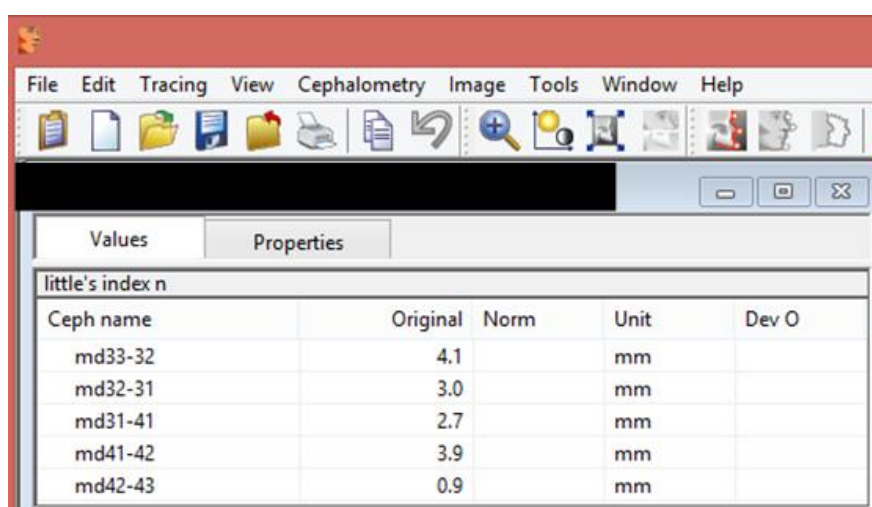 File Edit Tracing View Cephalometry Image Tools Window Help
Values Properties
little's index n
Ceph name Original Norm Unit Dev O
md33-32 4.1 mm
md32-31 3.0 mm
md31-41 2.7 mm
md41-42 3.9 mm
md42-43 0.9 mm